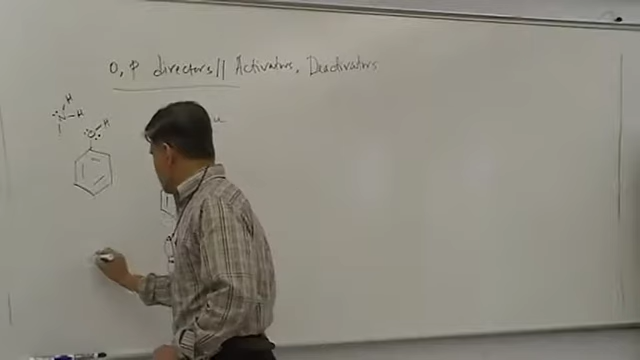 O, P directors// Activators, Deactivators
H
N-H
O H